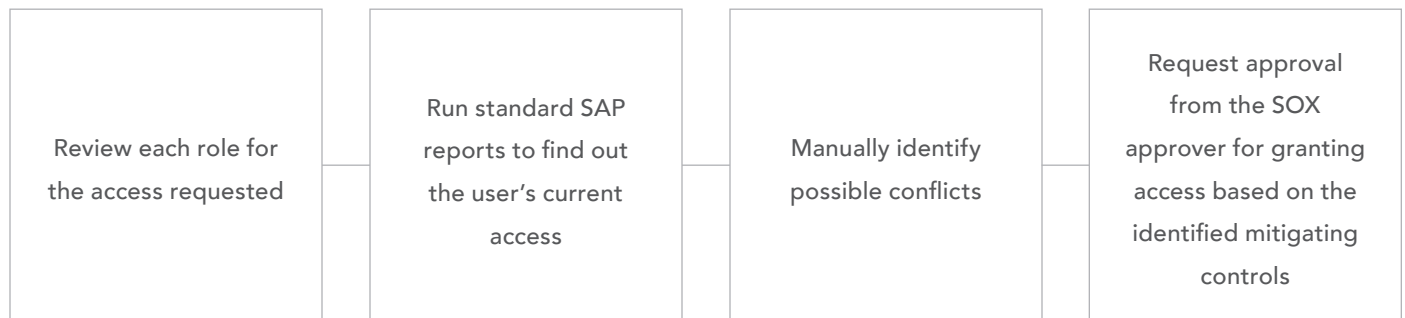 Review each role for
the access requested
Run standard SAP
reports to find out
the user's current
access
Manually identify
possible conflicts
Request approval
from the SOX
approver for granting
access based on the
identified mitigating
controls